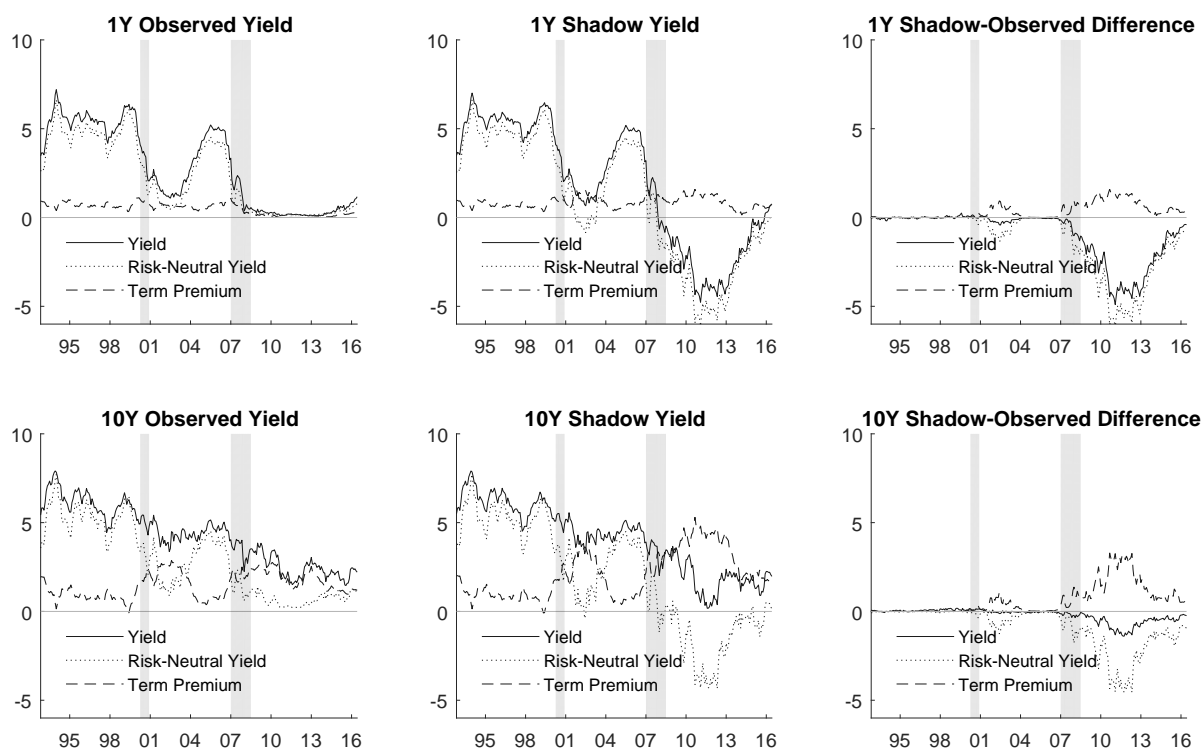 1Y Observed Yield
10
5
0
-5
Yield
Risk-Neutral Yield
Term Premium
95 98 01 04 07 10 13 16
1Y Shadow Yield
10
5
0
-5
Yield
Risk-Neutral Yield
Term Premium
95 98 01 04 07 10 13 16
1Y Shadow-Observed Difference
10
5
0
-5
Yield
Risk-Neutral Yield
Term Premium
95 98 01 04 07 10 13 16
10Y Observed Yield
10
5
0
-5
Yield
Risk-Neutral Yield
Term Premium
95 98 01 04 07 10 13 16
10Y Shadow Yield
10
5
0
-5
Yield
Risk-Neutral Yield
Term Premium
95 98 01 04 07 10 13 16
10Y Shadow-Observed Difference
10
5
0
-5
Yield
Risk-Neutral Yield
Term Premium
95 98 01 04 07 10 13 16